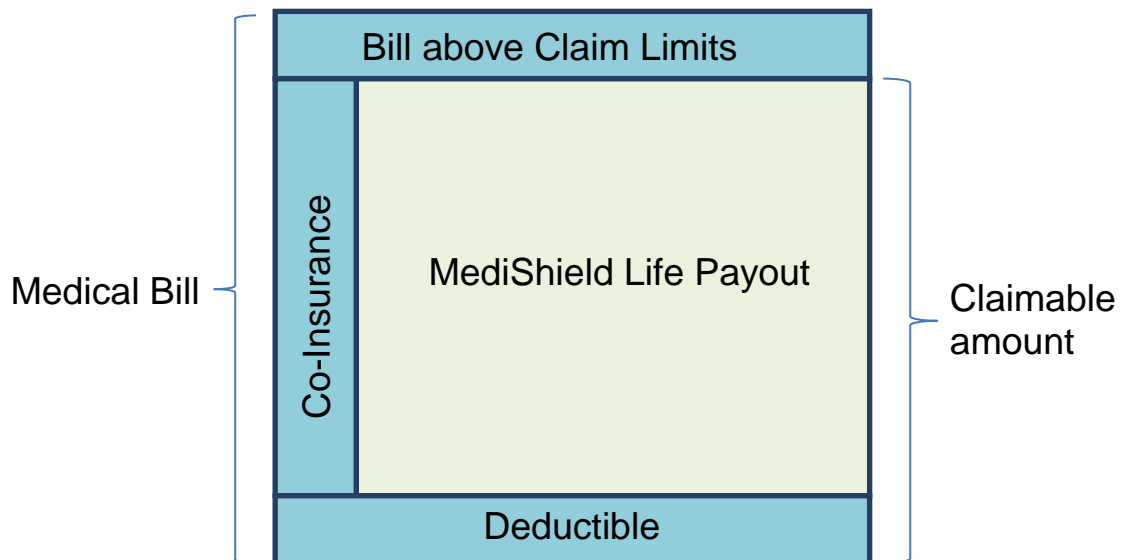 Bill above Claim Limits
Medical Bill
Co-Insurance
MediShield Life Payout
Claimable
amount
Deductible